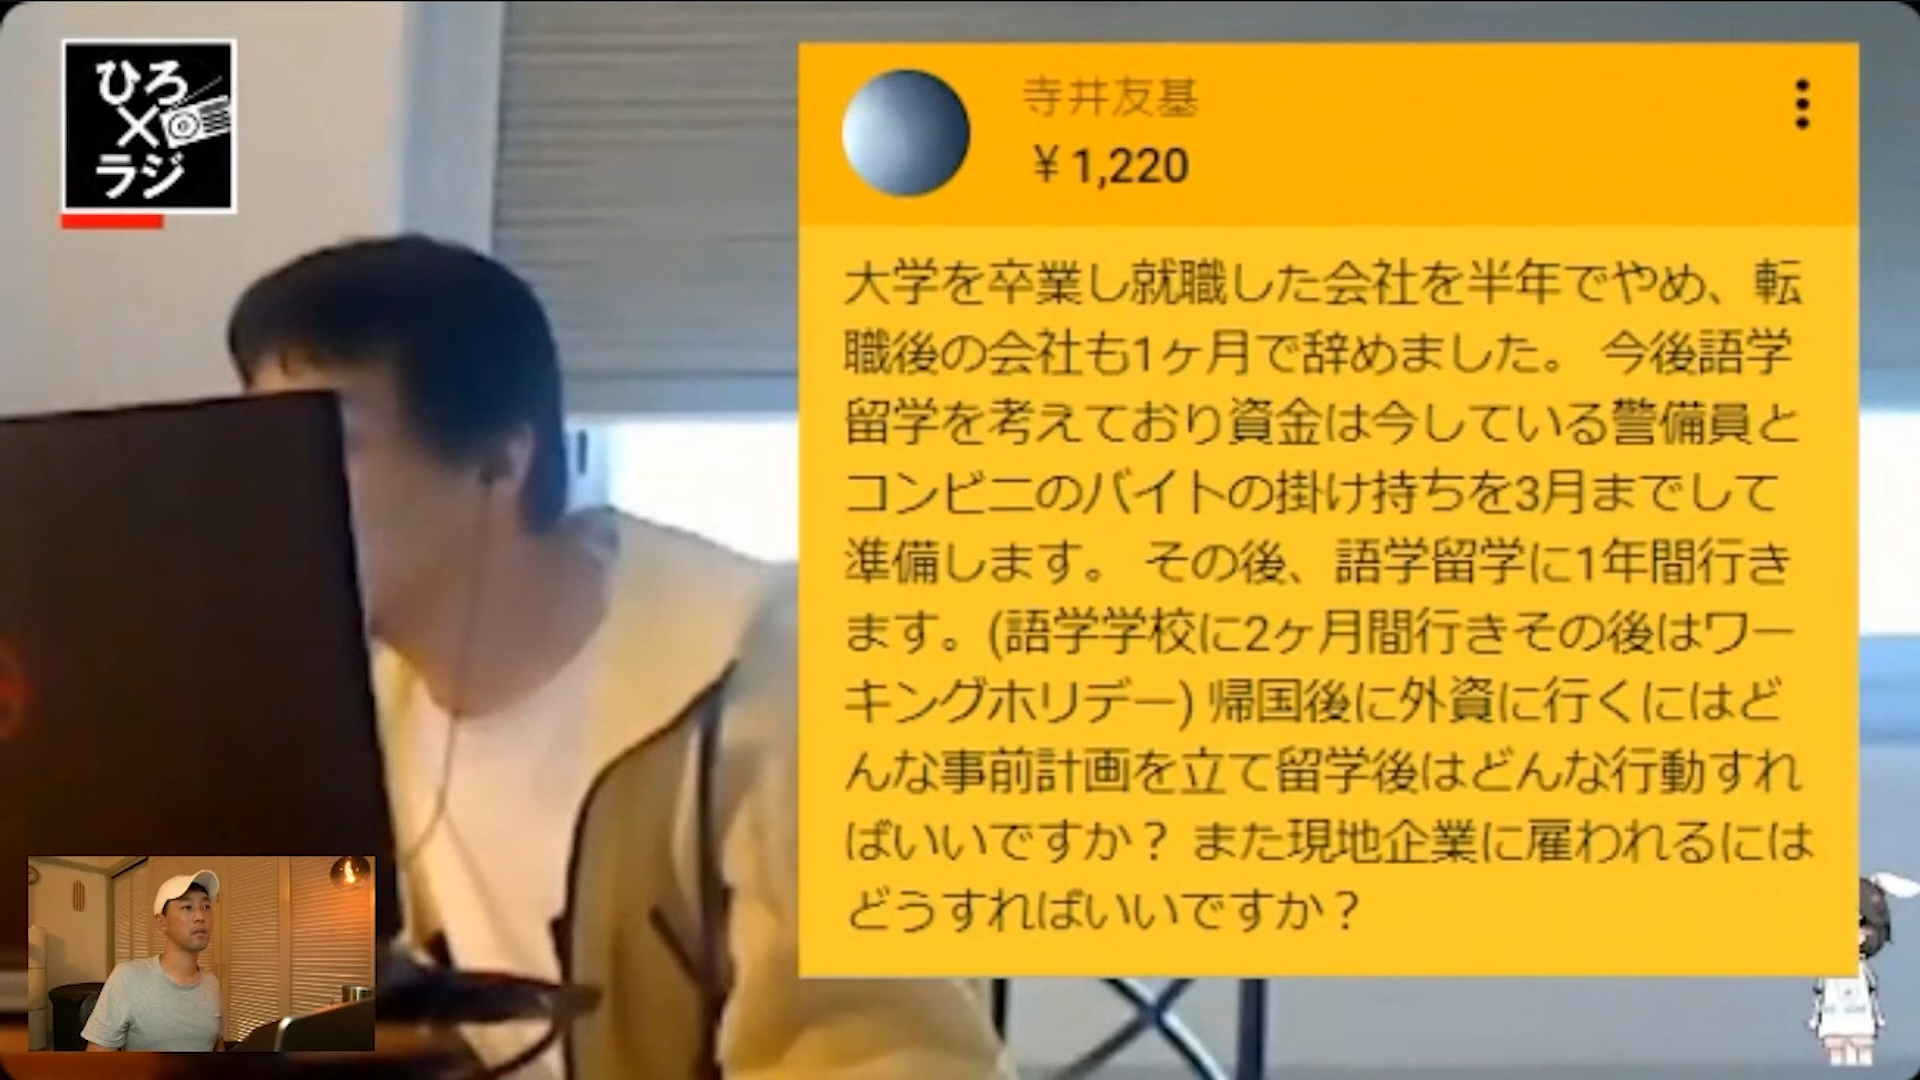 ひろ
×
ラジ
寺井友基
￥1,220
大学を卒業し就職した会社を半年でやめ、転
職後の会社も1ヶ月で辞めました。 今後語学
留学を考えており資金は今している警備員と
コンビニのバイトの掛け持ちを3月までして
準備します。 その後、語学留学に1年間行き
ます。(語学学校に2ヶ月間行きその後はワー
キングホリデー) 帰国後に外資に行くにはど
んな事前計画を立て留学後はどんな行動すれ
ばいいですか？ また現地企業に雇われるには
どうすればいいですか？